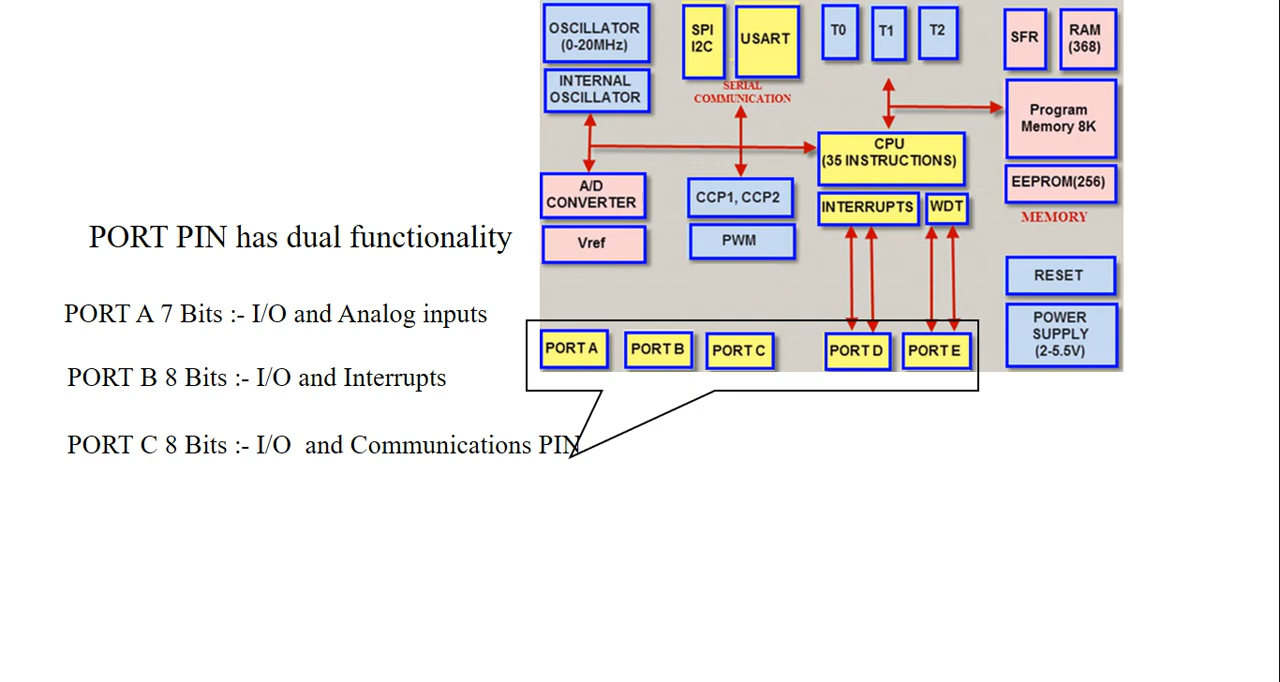 OSCILLATOR
(0-20MHz)
INTERNAL
OSCILLATOR
SPI
I2C
USART
SERIAL
COMMUNICATION
T0
T1
T2
SFR
RAM
(368)
Program
Memory 8K
CPU
(35 INSTRUCTIONS)
EEPROM(256)
MEMORY
A/D
CONVERTER
Vref
CCP1, CCP2
PWM
INTERRUPTS
WDT
RESET
POWER
SUPPLY
(2-5.5V)
PORT A
PORT B
PORT C
PORT D
PORT E
PORT PIN has dual functionality
PORT A 7 Bits :- I/O and Analog inputs
PORT B 8 Bits :- I/O and Interrupts
PORT C 8 Bits :- I/O  and Communications PIN